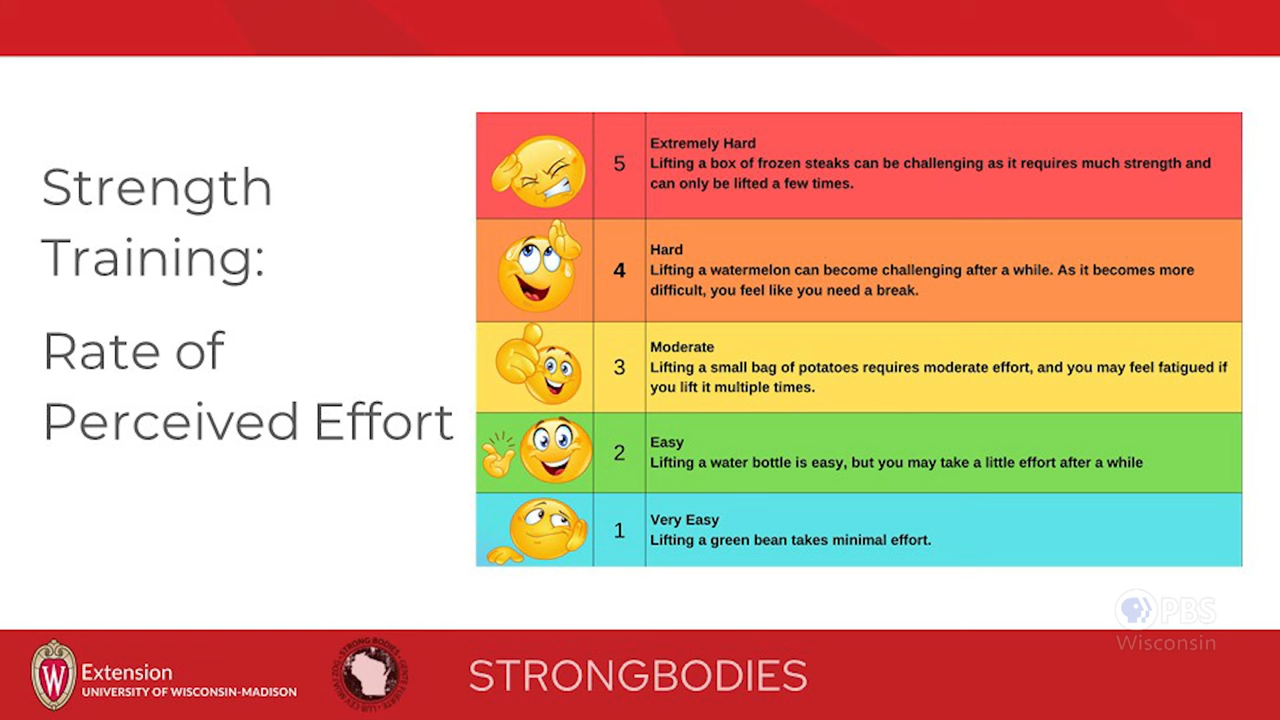 Strength
Training:
Rate of
Perceived Effort
5
Extremely Hard
Lifting a box of frozen steaks can be challenging as it requires much strength and
can only be lifted a few times.
4
Hard
Lifting a watermelon can become challenging after a while. As it becomes more
difficult, you feel like you need a break.
3
Moderate
Lifting a small bag of potatoes requires moderate effort, and you may feel fatigued if
you lift it multiple times.
2
Easy
Lifting a water bottle is easy, but you may take a little effort after a while
1
Very Easy
Lifting a green bean takes minimal effort.
PBS
Wisconsin
W
Extension
UNIVERSITY OF WISCONSIN-MADISON
STRONG BODIES
STRONGBODIES